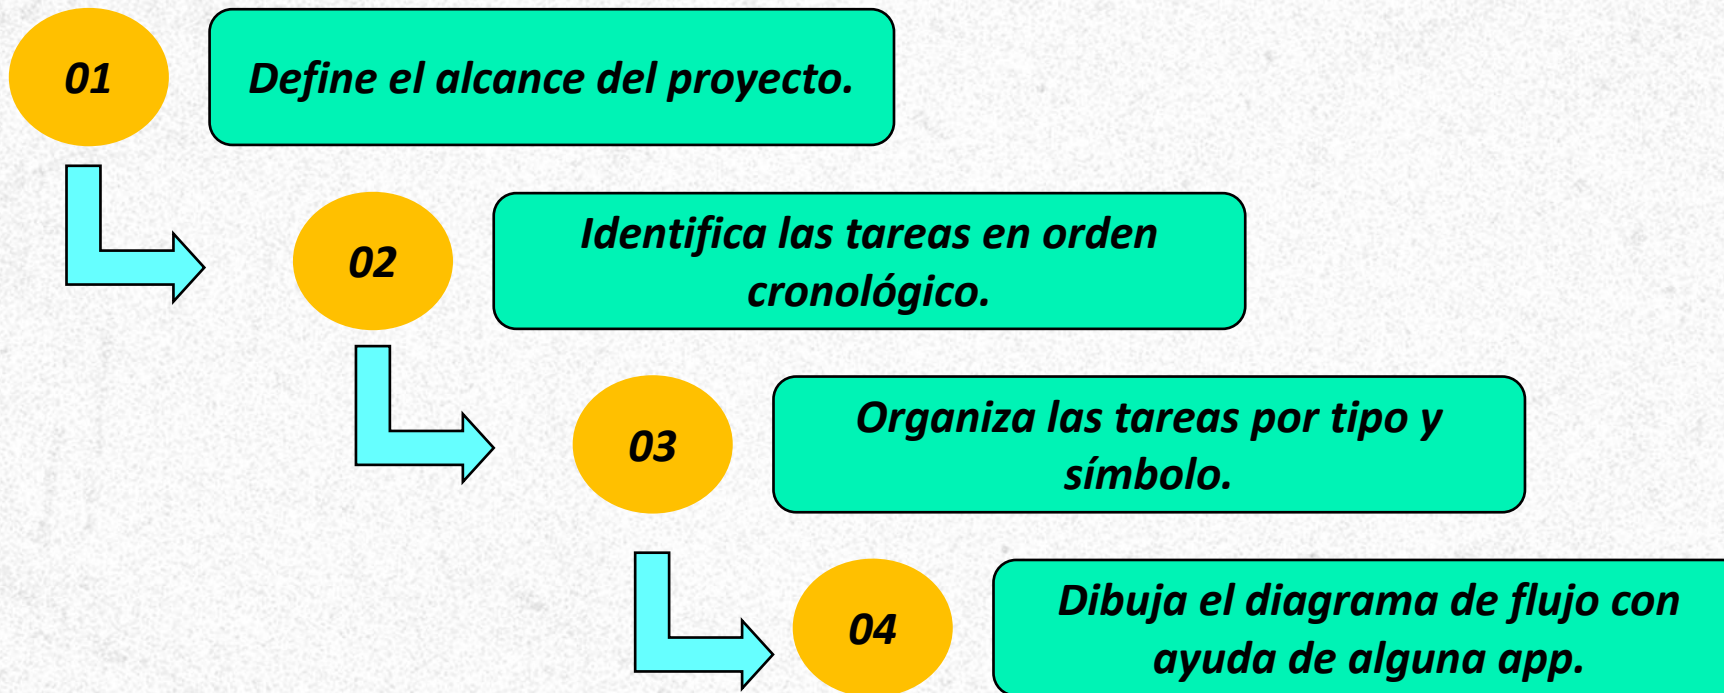 01
Define el alcance del proyecto.
02
Identifica las tareas en orden
cronológico.
03
Organiza las tareas por tipo y
símbolo.
04
Dibuja el diagrama de flujo con
ayuda de alguna app.